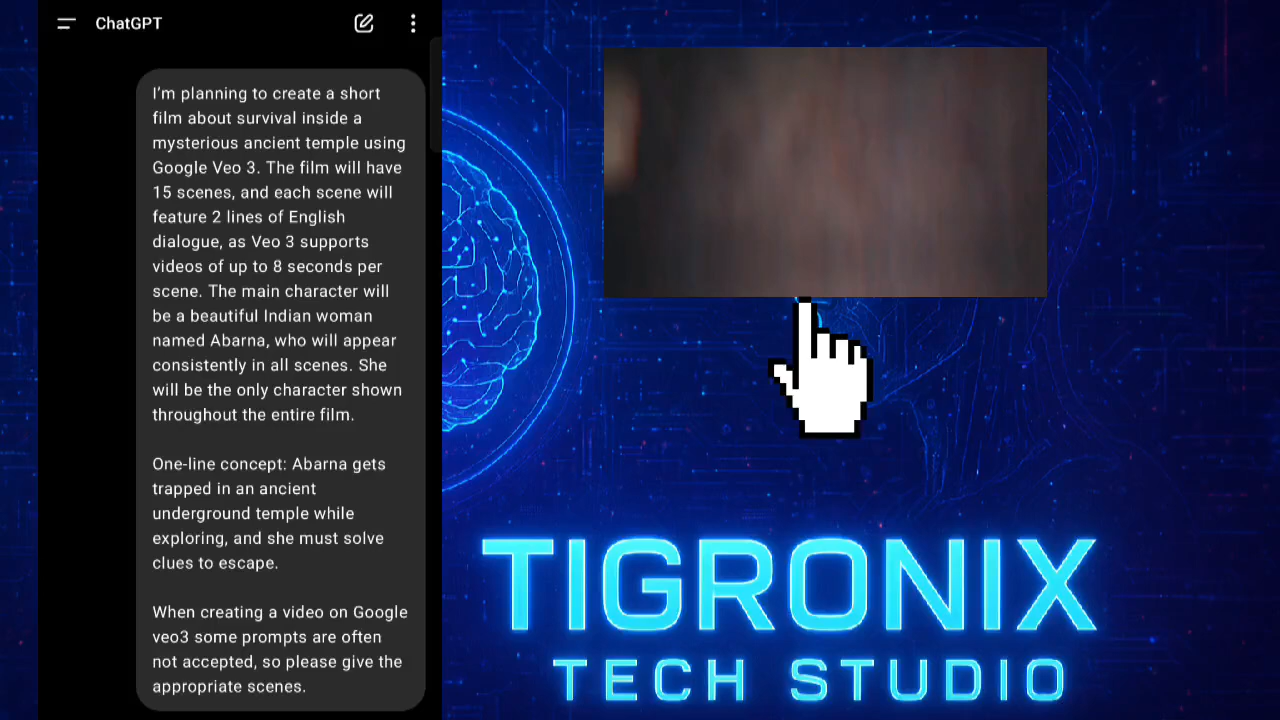 ChatGPT
I'm planning to create a short
film about survival inside a
mysterious ancient temple using
Google Veo 3. The film will have
15 scenes, and each scene will
feature 2 lines of English
dialogue, as Veo 3 supports
videos of up to 8 seconds per
scene. The main character will
be a beautiful Indian woman
named Abarna, who will appear
consistently in all scenes. She
will be the only character shown
throughout the entire film.
One-line concept: Abarna gets
trapped in an ancient
underground temple while
exploring, and she must solve
clues to escape.
When creating a video on Google
veo3 some prompts are often
not accepted, so please give the
appropriate scenes.
TIGRONIX
TECH STUDIO